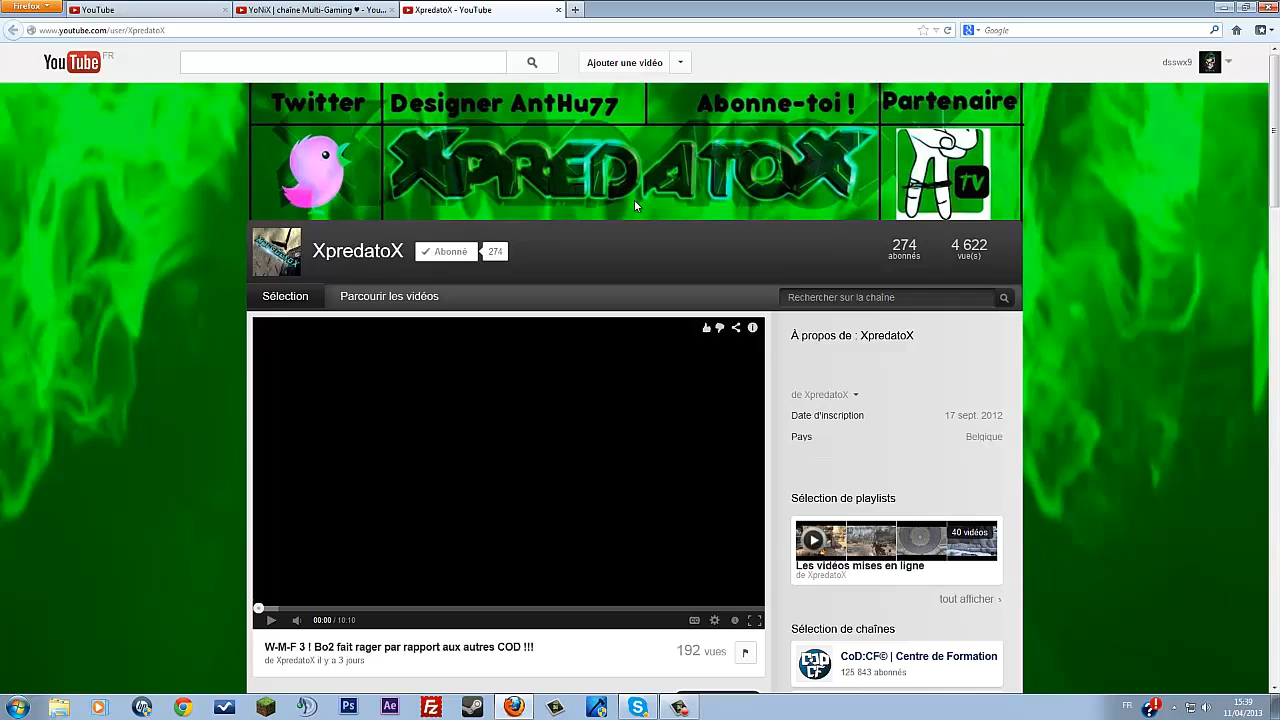 Firefox
YouTube
YoNiX | chaîne Multi-Gaming ♥ - You...
XpredatoX - YouTube
www.youtube.com/user/XpredatoX
Google
YouTube FR
Ajouter une vidéo
dsswx9
Twitter
Designer AntHu77
Abonne-toi !
Partenaire
XPREDATOX
A TV
XpredatoX
Abonné
274
274
abonnés
4 622
vue(s)
Sélection
Parcourir les vidéos
Rechercher sur la chaîne
À propos de : XpredatoX
de XpredatoX
Date d'inscription
17 sept. 2012
Pays
Belgique
Sélection de playlists
40 vidéos
Les vidéos mises en ligne
de XpredatoX
tout afficher ›
Sélection de chaînes
COD CF
CoD:CF© | Centre de Formation
125 843 abonnés
00:00 / 10:10
W-M-F 3 ! Bo2 fait rager par rapport aux autres COD !!!
de XpredatoX il y a 3 jours
192 vues
Ps
Ae
Fz
FR
15:39
11/04/2013